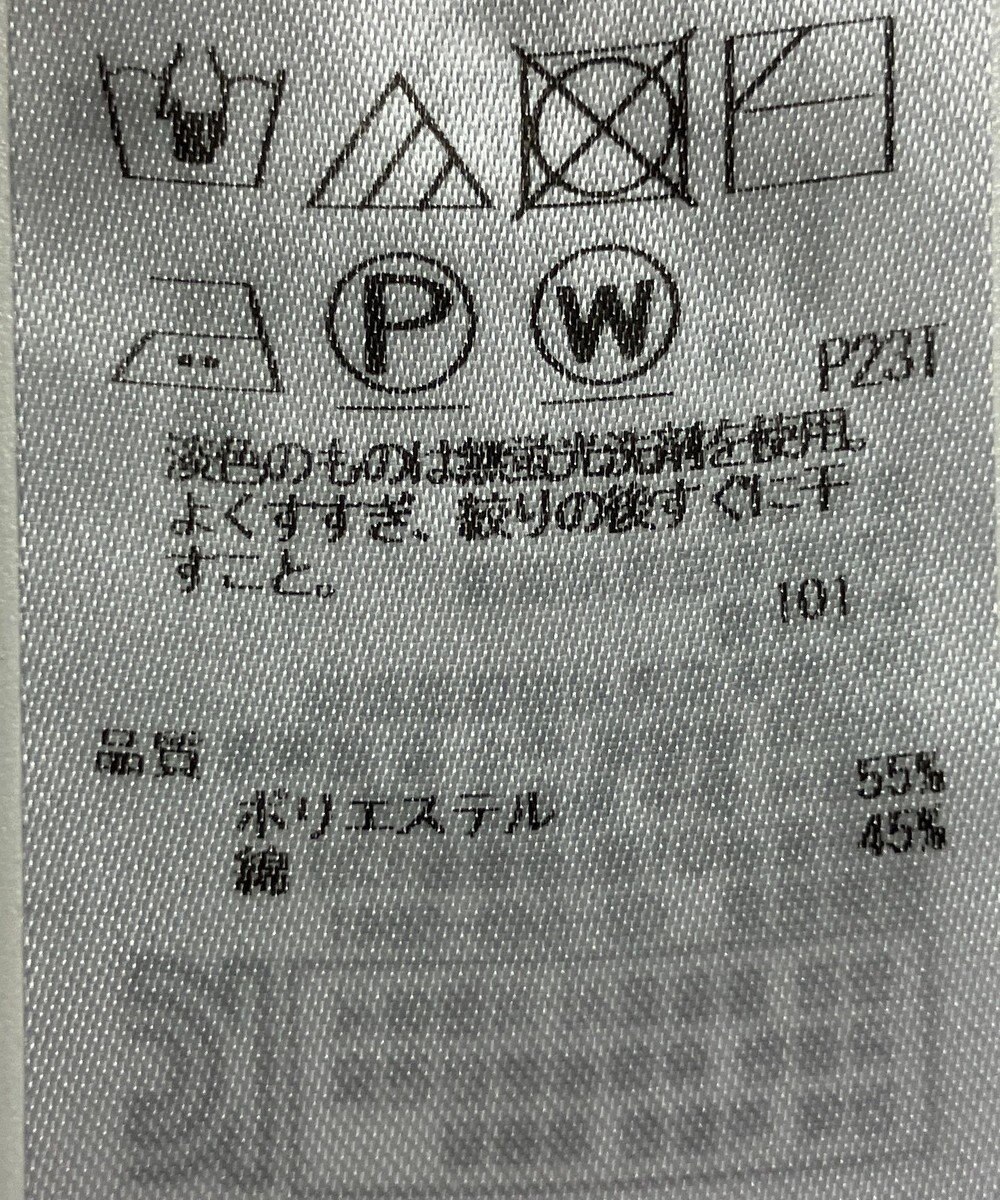 P
W
P23T
淡色のものは無蛍光洗剤を使用。
よくすすぎ、絞りの後すぐに干
すこと。
101
品質
ポリエステル 55%
綿 45%